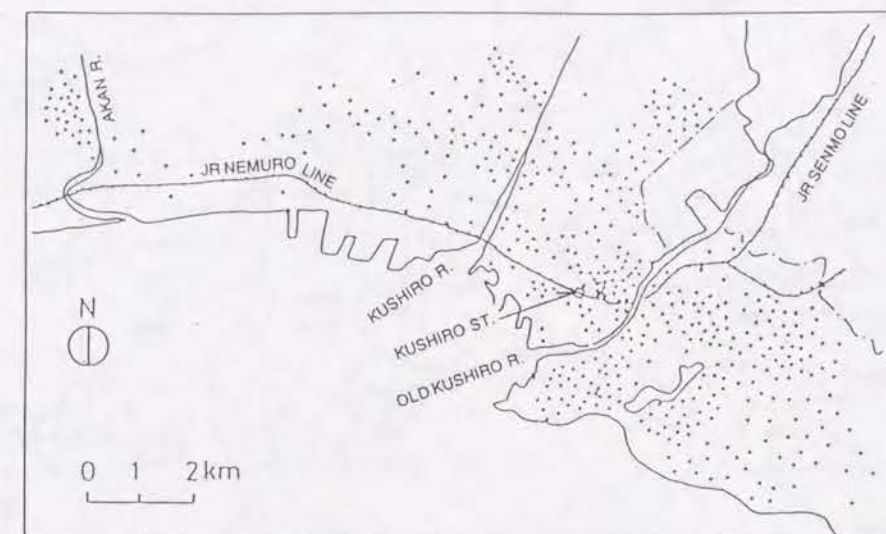 AKAN R.
JR NEMURO LINE
JR SENMO LINE
KUSHIRO R.
KUSHIRO ST.
OLD KUSHIRO R.
N
0 1 2 km